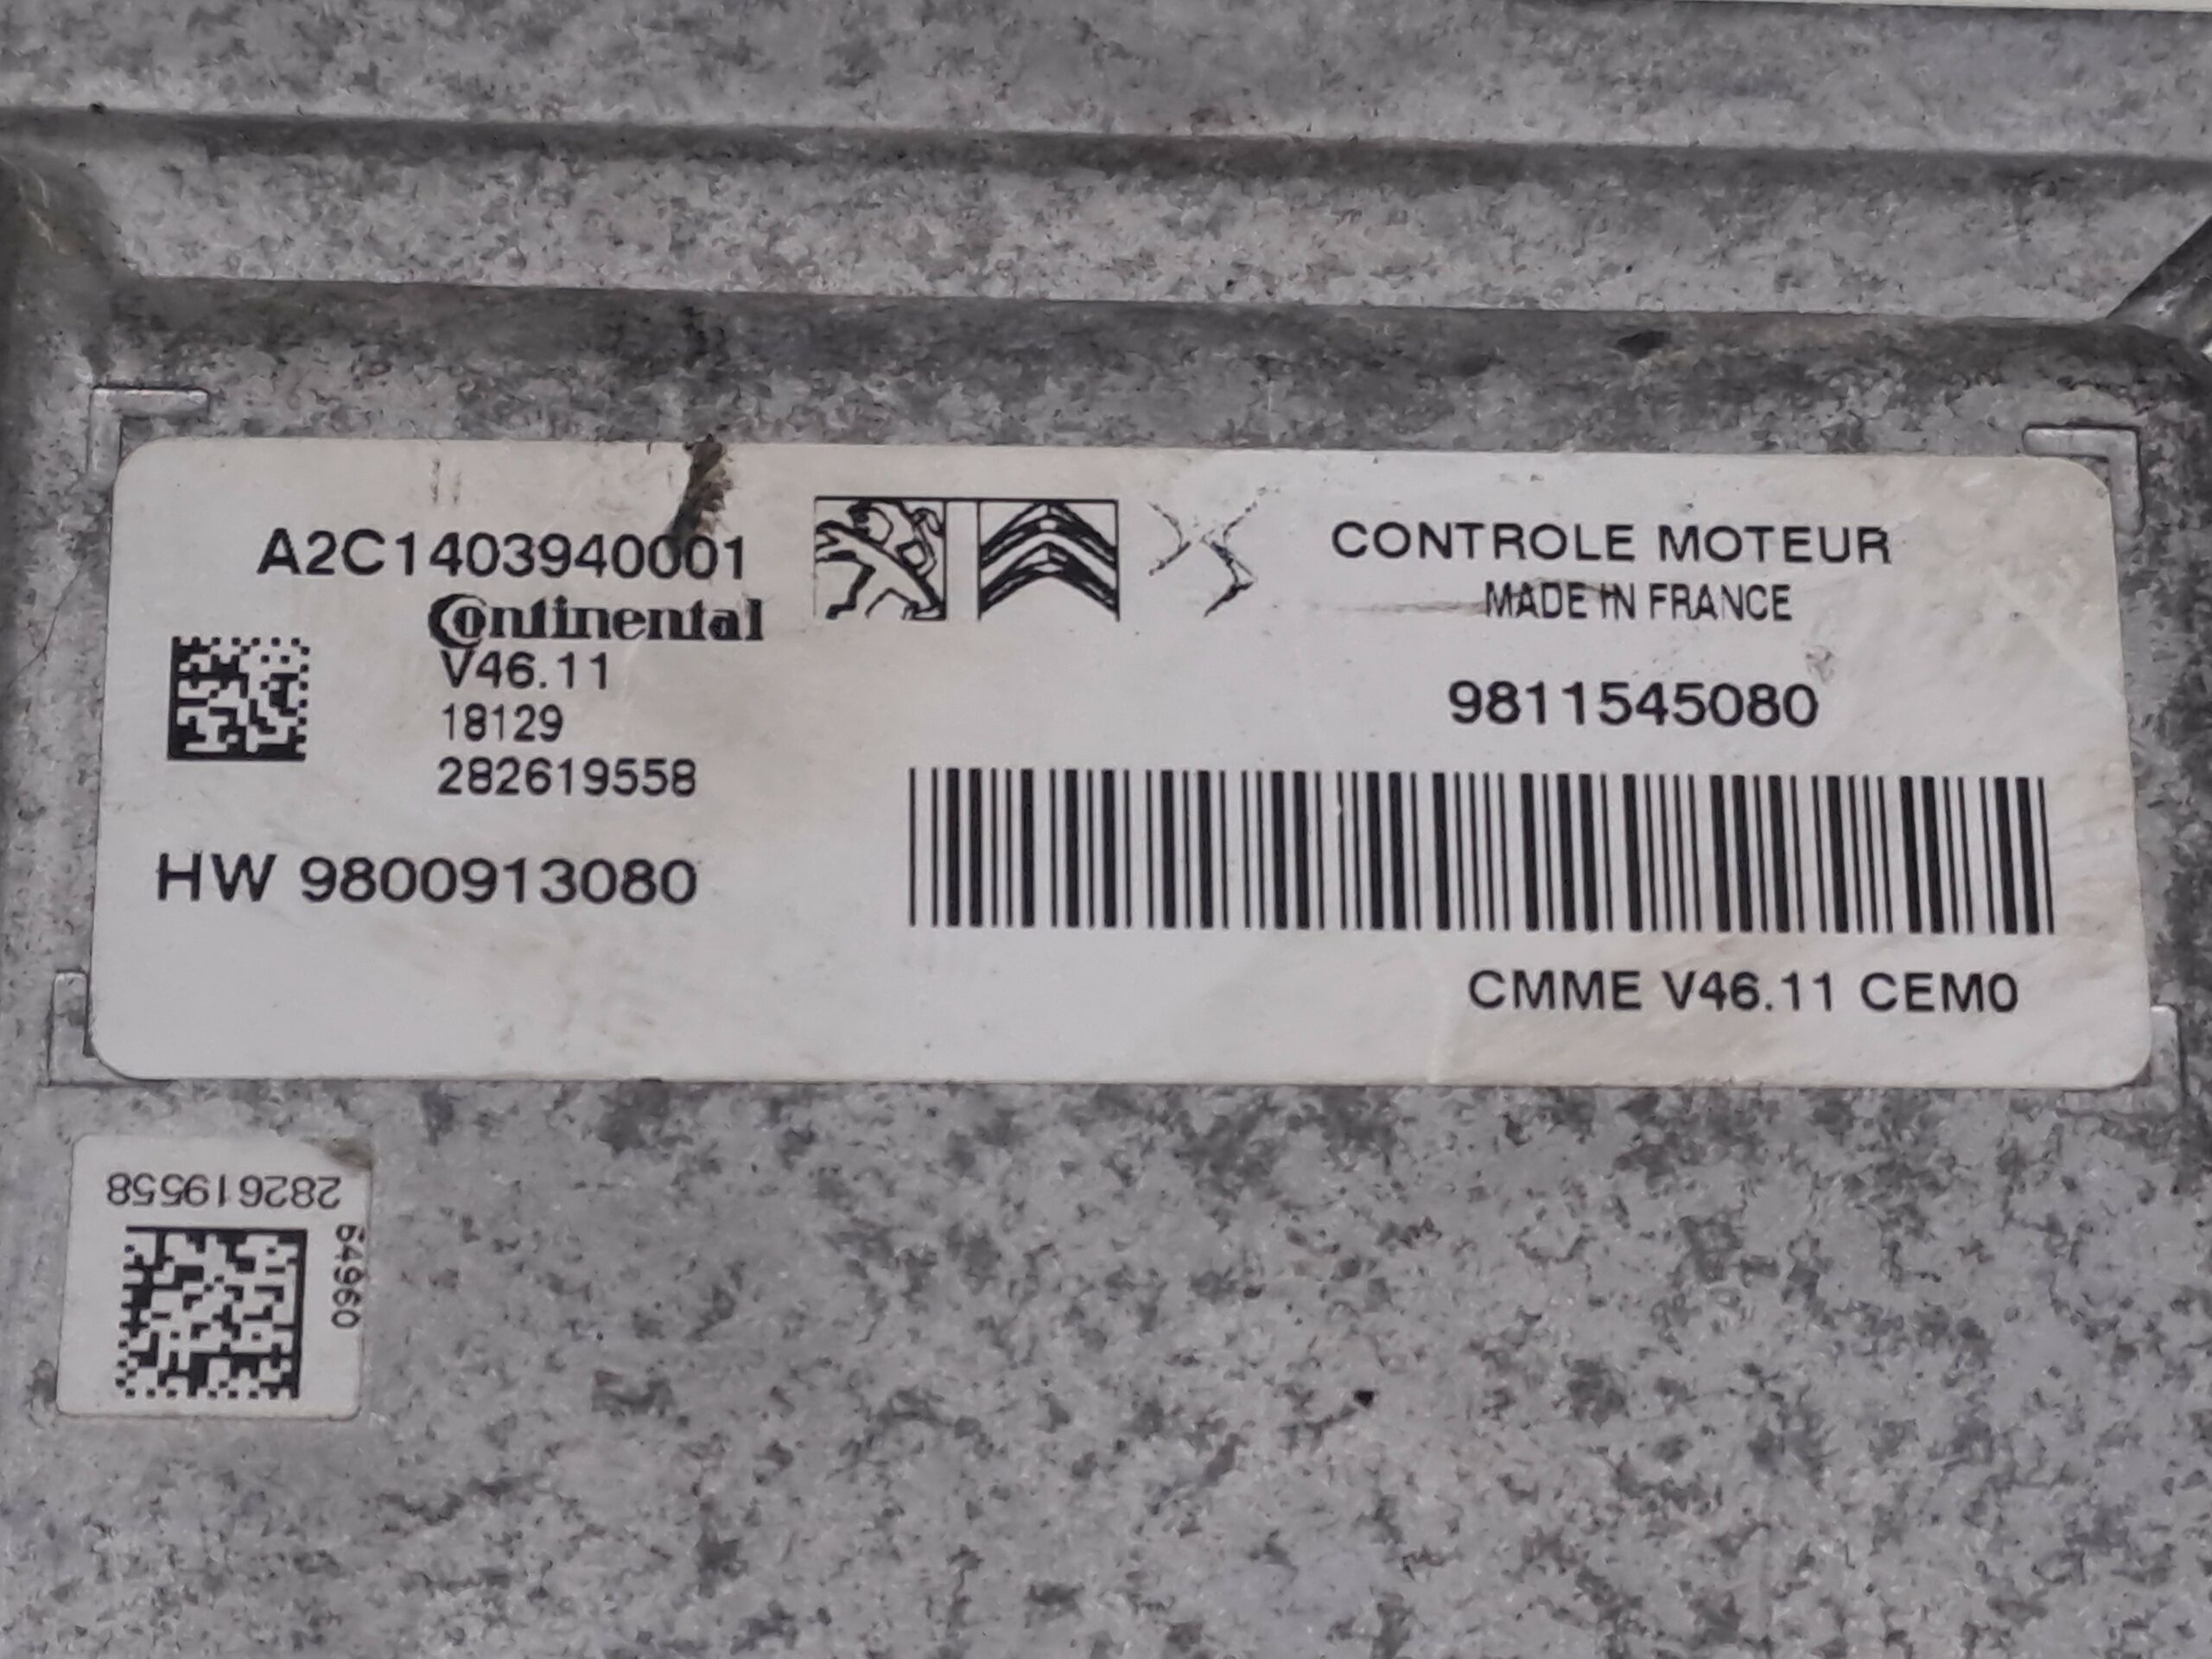 A2C1403940001
Continental
V46.11
18129
282619558
HW 9800913080
CONTROLE MOTEUR
MADE IN FRANCE
9811545080
CMME V46.11 CEM0
282619558
64960